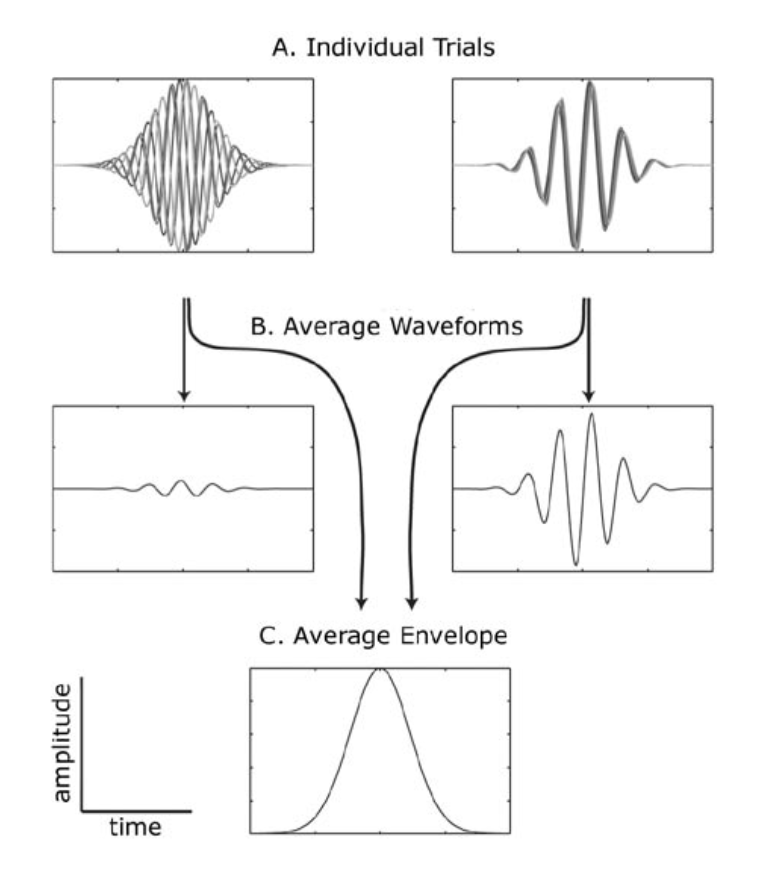 A. Individual Trials
B. Average Waveforms
C. Average Envelope
amplitude
time